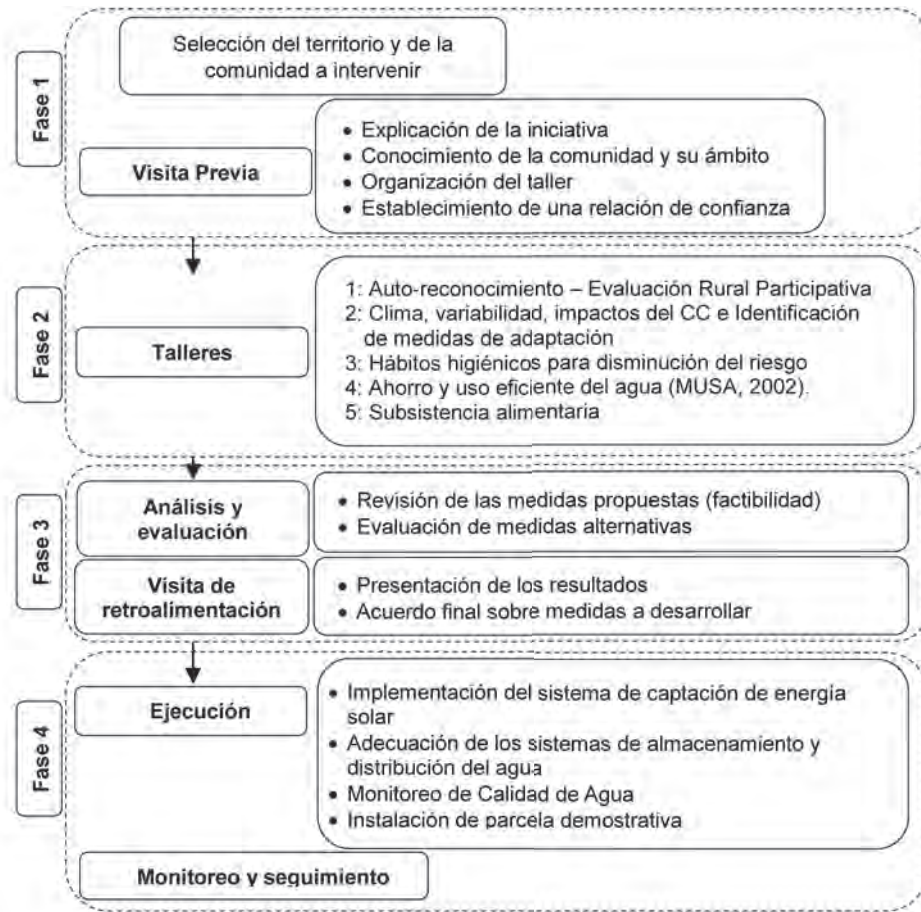 Fase 1
Selección del territorio y de la
comunidad a intervenir
Visita Previa
• Explicación de la iniciativa
• Conocimiento de la comunidad y su ámbito
• Organización del taller
• Establecimiento de una relación de confianza
Fase 2
Talleres
1: Auto-reconocimiento – Evaluación Rural Participativa
2: Clima, variabilidad, impactos del CC e Identificación
de medidas de adaptación
3: Hábitos higiénicos para disminución del riesgo
4: Ahorro y uso eficiente del agua (MUSA, 2002).
5: Subsistencia alimentaria
Fase 3
Análisis y
evaluación
• Revisión de las medidas propuestas (factibilidad)
• Evaluación de medidas alternativas
Visita de
retroalimentación
• Presentación de los resultados
• Acuerdo final sobre medidas a desarrollar
Fase 4
Ejecución
• Implementación del sistema de captación de energía
solar
• Adecuación de los sistemas de almacenamiento y
distribución del agua
• Monitoreo de Calidad de Agua
• Instalación de parcela demostrativa
Monitoreo y seguimiento